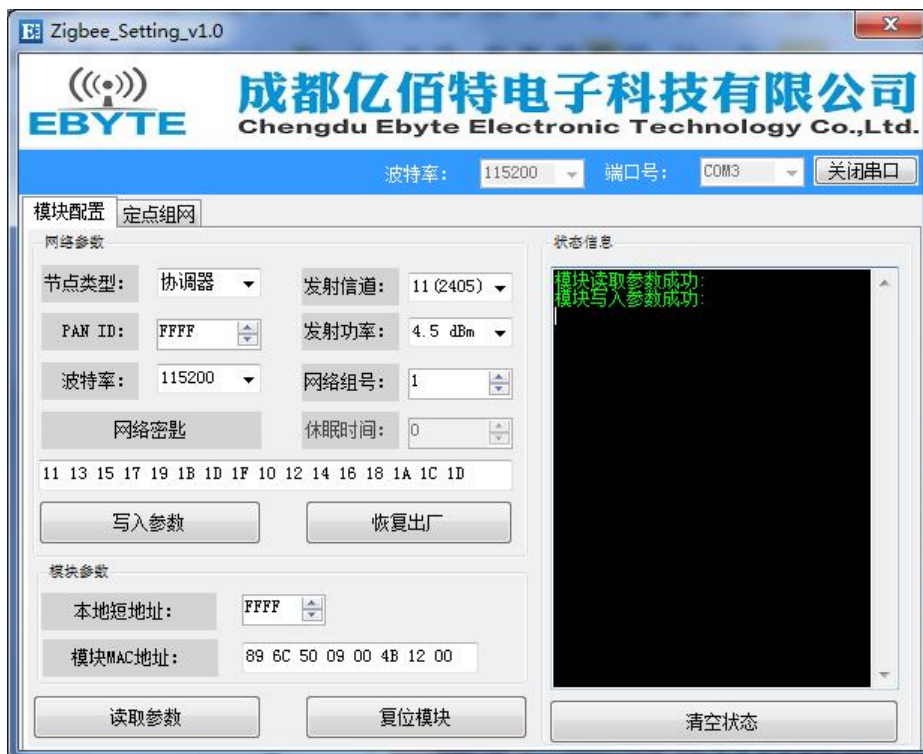 Zigbee_Setting_v1.0
EBYTE
成都亿佰特电子科技有限公司
Chengdu Ebyte Electronic Technology Co.,Ltd.
波特率: 115200 端口号: COM3 关闭串口
模块配置 定点组网
网络参数
节点类型: 协调器 发射信道: 11(2405)
PAN ID: FFFF 发射功率: 4.5 dBm
波特率: 115200 网络组号: 1
网络密匙 休眠时间: 0
11 13 15 17 19 1B 1D 1F 10 12 14 16 18 1A 1C 1D
写入参数 恢复出厂
模块参数
本地短地址: FFFF
模块MAC地址: 89 6C 50 09 00 4B 12 00
读取参数 复位模块
状态信息
模块读取参数成功:
模块写入参数成功:
清空状态